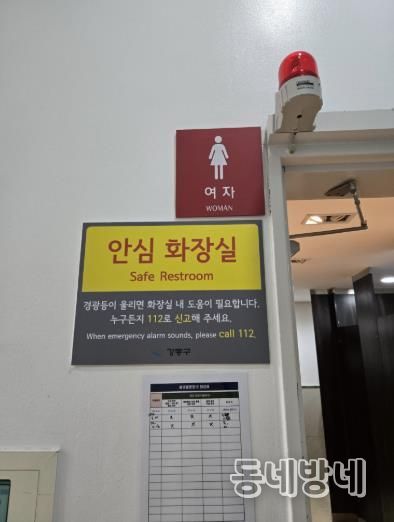 여 자
WOMAN
안심 화장실
Safe Restroom
경광등이 울리면 화장실 내 도움이 필요합니다.
누구든지 112로 신고해 주세요.
When emergency alarm sounds, please call 112.
강동구
동네방네